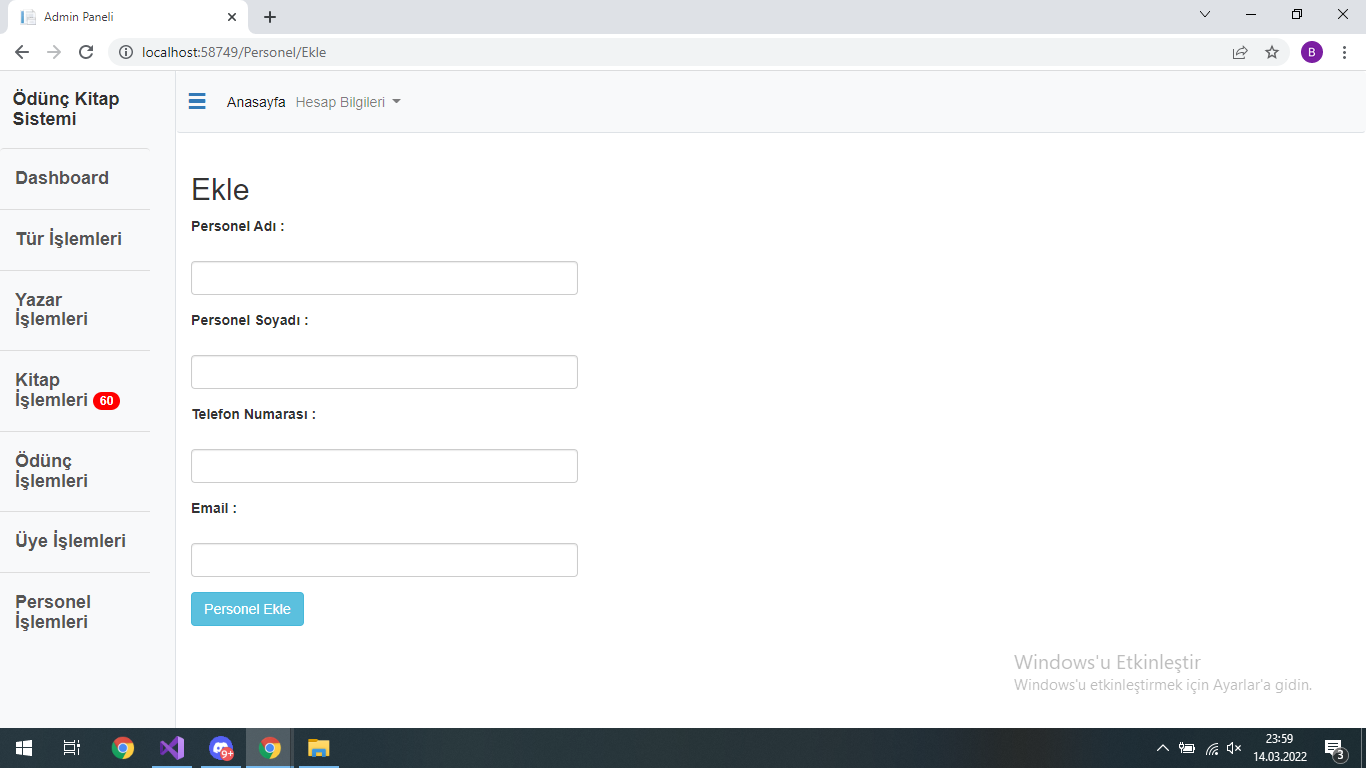 Admin Paneli
localhost:58749/Personel/Ekle
B
Ödünç Kitap
Sistemi
Anasayfa Hesap Bilgileri
Dashboard
Tür İşlemleri
Yazar
İşlemleri
Kitap
İşlemleri 60
Ödünç
İşlemleri
Üye İşlemleri
Personel
İşlemleri
Ekle
Personel Adı :
Personel Soyadı :
Telefon Numarası :
Email :
Personel Ekle
Windows'u Etkinleştir
Windows'u etkinleştirmek için Ayarlar'a gidin.
9+
23:59
14.03.2022
3